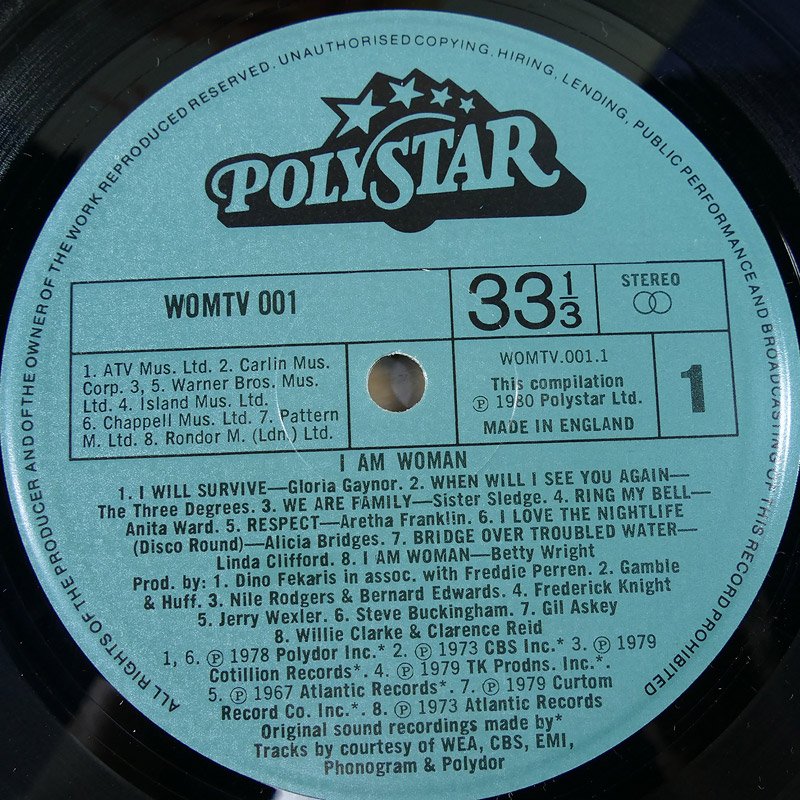 ALL RIGHTS OF THE PRODUCER AND OF THE OWNER OF THE WORK REPRODUCED RESERVED. UNAUTHORISED COPYING, HIRING, LENDING, PUBLIC PERFORMANCE AND BROADCASTING OF THIS RECORD PROHIBITED
POLYSTAR
WOMTV 001
33 1/3
STEREO
1. ATV Mus. Ltd. 2. Carlin Mus.
Corp. 3, 5. Warner Bros. Mus.
Ltd. 4. Island Mus. Ltd.
6. Chappell Mus. Ltd. 7. Pattern
M. Ltd. 8. Rondor M. (Ldn.) Ltd.
WOMTV.001.1
This compilation
℗ 1980 Polystar Ltd.
MADE IN ENGLAND
1
I AM WOMAN
1. I WILL SURVIVE—Gloria Gaynor. 2. WHEN WILL I SEE YOU AGAIN—
The Three Degrees. 3. WE ARE FAMILY—Sister Sledge. 4. RING MY BELL—
Anita Ward. 5. RESPECT—Aretha Franklin. 6. I LOVE THE NIGHTLIFE
(Disco Round)—Alicia Bridges. 7. BRIDGE OVER TROUBLED WATER—
Linda Clifford. 8. I AM WOMAN—Betty Wright
Prod. by: 1. Dino Fekaris in assoc. with Freddie Perren. 2. Gamble
& Huff. 3. Nile Rodgers & Bernard Edwards. 4. Frederick Knight
5. Jerry Wexler. 6. Steve Buckingham. 7. Gil Askey
8. Willie Clarke & Clarence Reid
1, 6. ℗ 1978 Polydor Inc.* 2. ℗ 1973 CBS Inc.* 3. ℗ 1979
Cotillion Records*. 4. ℗ 1979 TK Prodns. Inc.*.
5. ℗ 1967 Atlantic Records*. 7. ℗ 1979 Curtom
Record Co. Inc.*. 8. ℗ 1973 Atlantic Records
Original sound recordings made by*
Tracks by courtesy of WEA, CBS, EMI,
Phonogram & Polydor